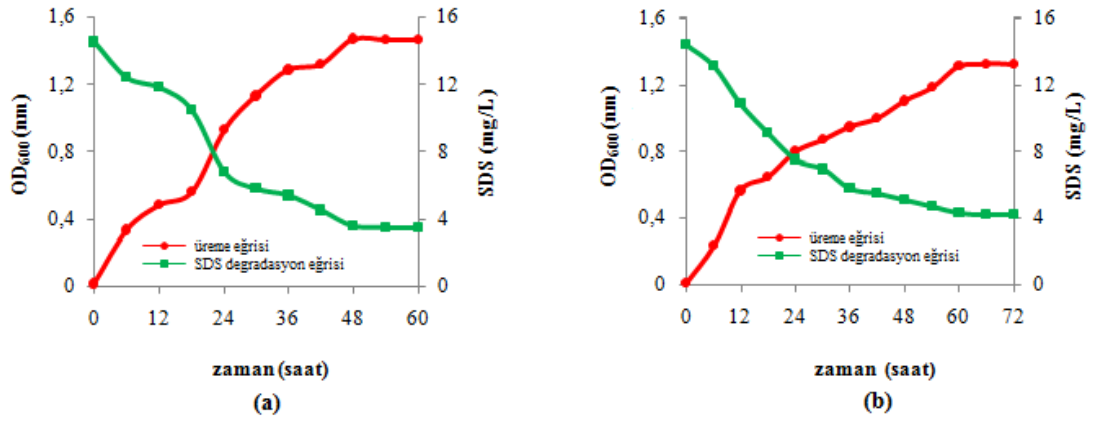 1,6
1,2
0,8
0,4
0
OD600 (nm)
16
12
8
4
0
SDS (mg/L)
üreme eğrisi
SDS degradasyon eğrisi
0 12 24 36 48 60
zaman (saat)
(a)
1,6
1,2
0,8
0,4
0
OD600 (nm)
16
12
8
4
0
SDS (mg/L)
üreme eğrisi
SDS degradasyon eğrisi
0 12 24 36 48 60 72
zaman (saat)
(b)